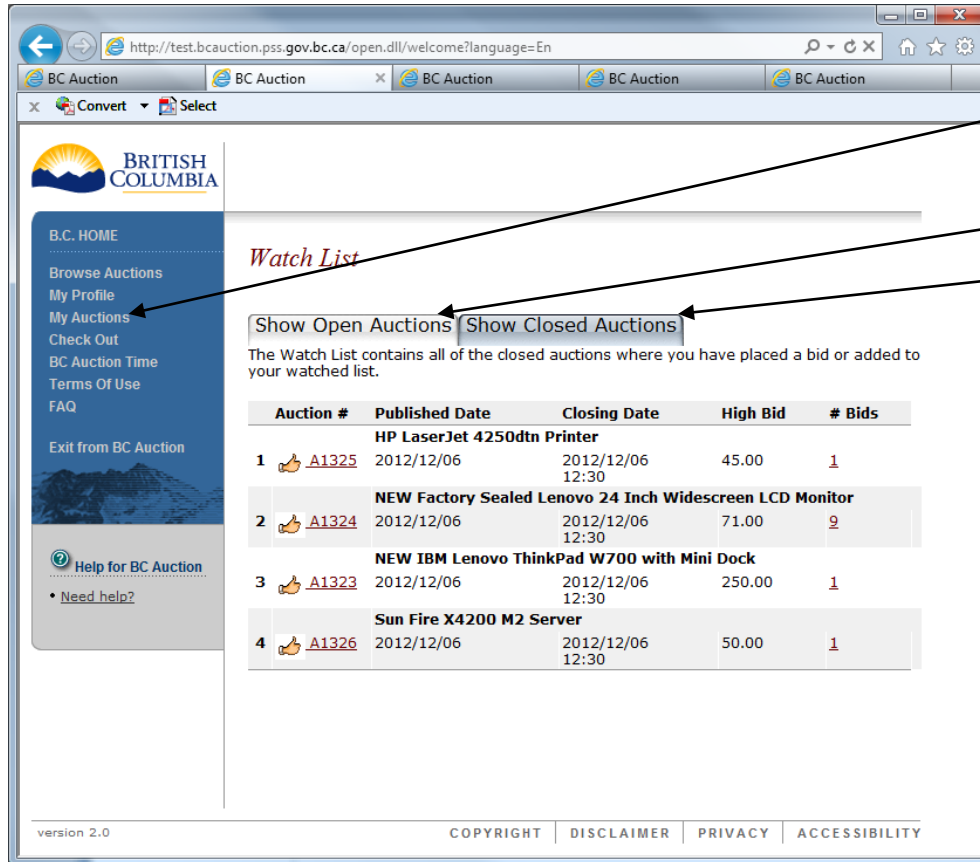 http://test.bcauction.pss.gov.bc.ca/open.dll/welcome?language=En
BC Auction BC Auction BC Auction BC Auction BC Auction
Convert Select
BRITISH
COLUMBIA
B.C. HOME
Browse Auctions
My Profile
My Auctions
Check Out
BC Auction Time
Terms Of Use
FAQ
Exit from BC Auction
Help for BC Auction
• Need help?
Watch List
Show Open Auctions Show Closed Auctions
The Watch List contains all of the closed auctions where you have placed a bid or added to
your watched list.
Auction # Published Date Closing Date High Bid # Bids
HP LaserJet 4250dtn Printer
1 A1325 2012/12/06 2012/12/06 45.00 1
12:30
NEW Factory Sealed Lenovo 24 Inch Widescreen LCD Monitor
2 A1324 2012/12/06 2012/12/06 71.00 9
12:30
NEW IBM Lenovo ThinkPad W700 with Mini Dock
3 A1323 2012/12/06 2012/12/06 250.00 1
12:30
Sun Fire X4200 M2 Server
4 A1326 2012/12/06 2012/12/06 50.00 1
12:30
version 2.0 COPYRIGHT DISCLAIMER PRIVACY ACCESSIBILITY